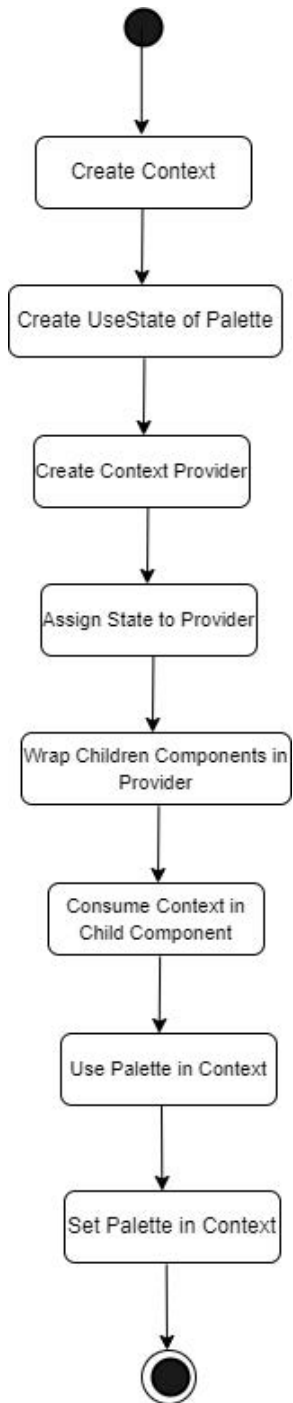 Create Context
Create UseState of Palette
Create Context Provider
Assign State to Provider
Wrap Children Components in
Provider
Consume Context in
Child Component
Use Palette in Context
Set Palette in Context